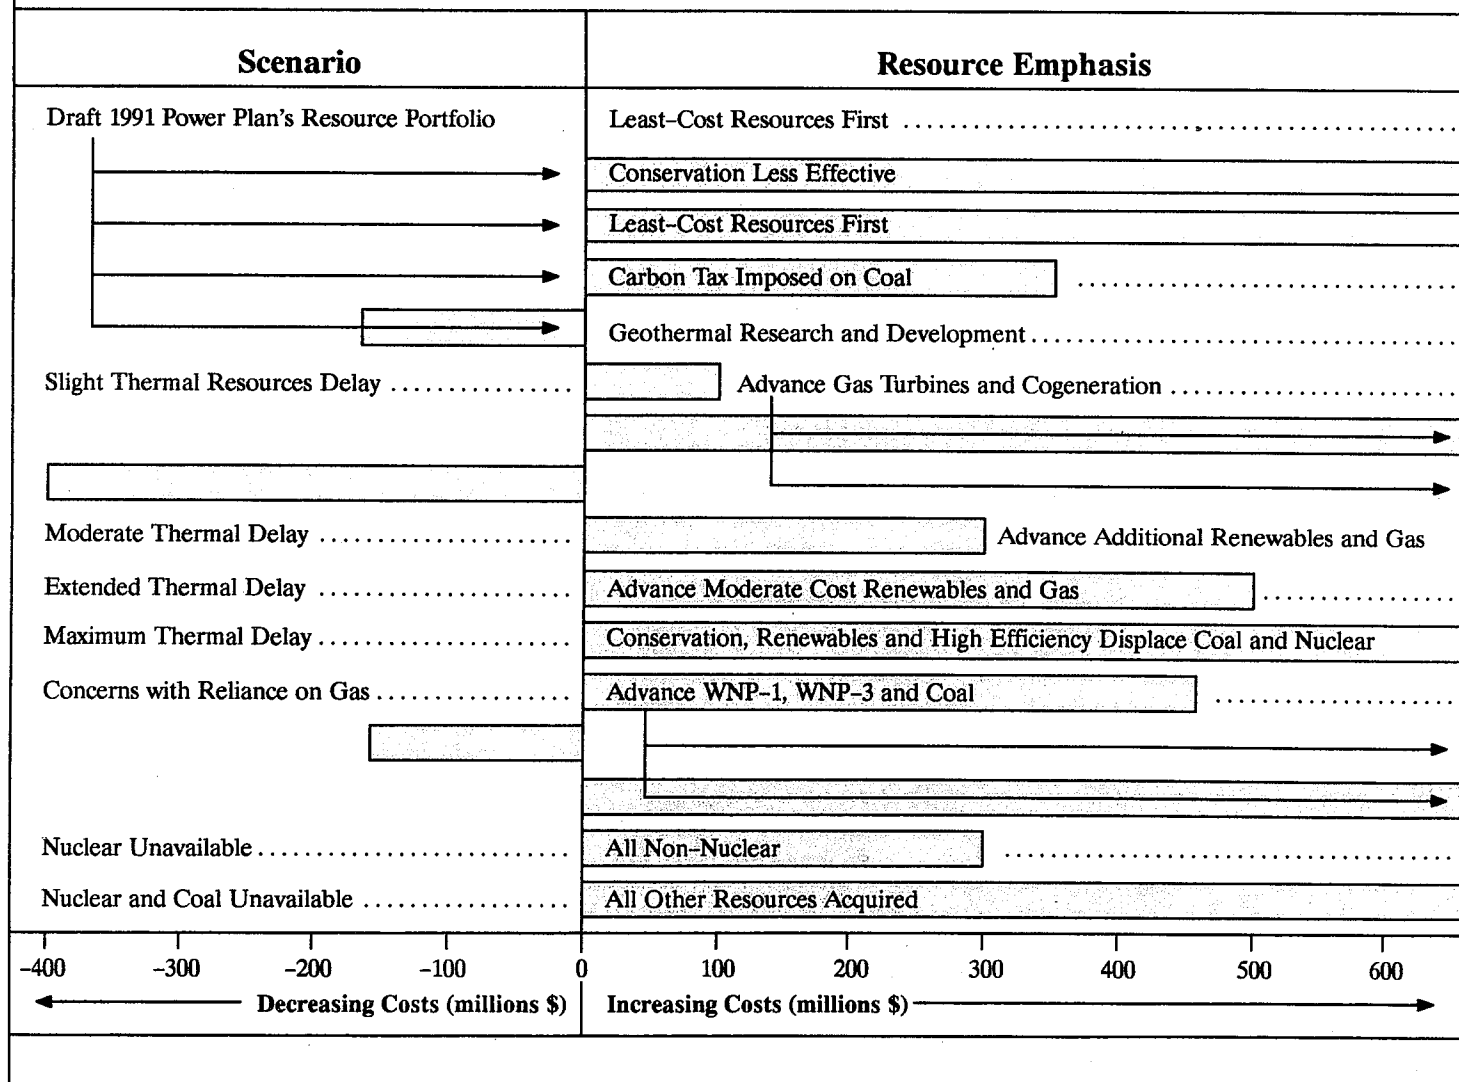 Scenario Resource Emphasis
Draft 1991 Power Plan's Resource Portfolio Least–Cost Resources First ........................................
Conservation Less Effective
Least–Cost Resources First
Carbon Tax Imposed on Coal ...........................
Geothermal Research and Development ..............................
Slight Thermal Resources Delay ................ Advance Gas Turbines and Cogeneration ....................
Moderate Thermal Delay ...................... Advance Additional Renewables and Gas
Extended Thermal Delay ...................... Advance Moderate Cost Renewables and Gas .................
Maximum Thermal Delay ...................... Conservation, Renewables and High Efficiency Displace Coal and Nuclear
Concerns with Reliance on Gas ................. Advance WNP–1, WNP–3 and Coal .....................
Nuclear Unavailable ........................... All Non–Nuclear ................................
Nuclear and Coal Unavailable .................. All Other Resources Acquired
–400 –300 –200 –100 0 100 200 300 400 500 600
Decreasing Costs (millions $) Increasing Costs (millions $)